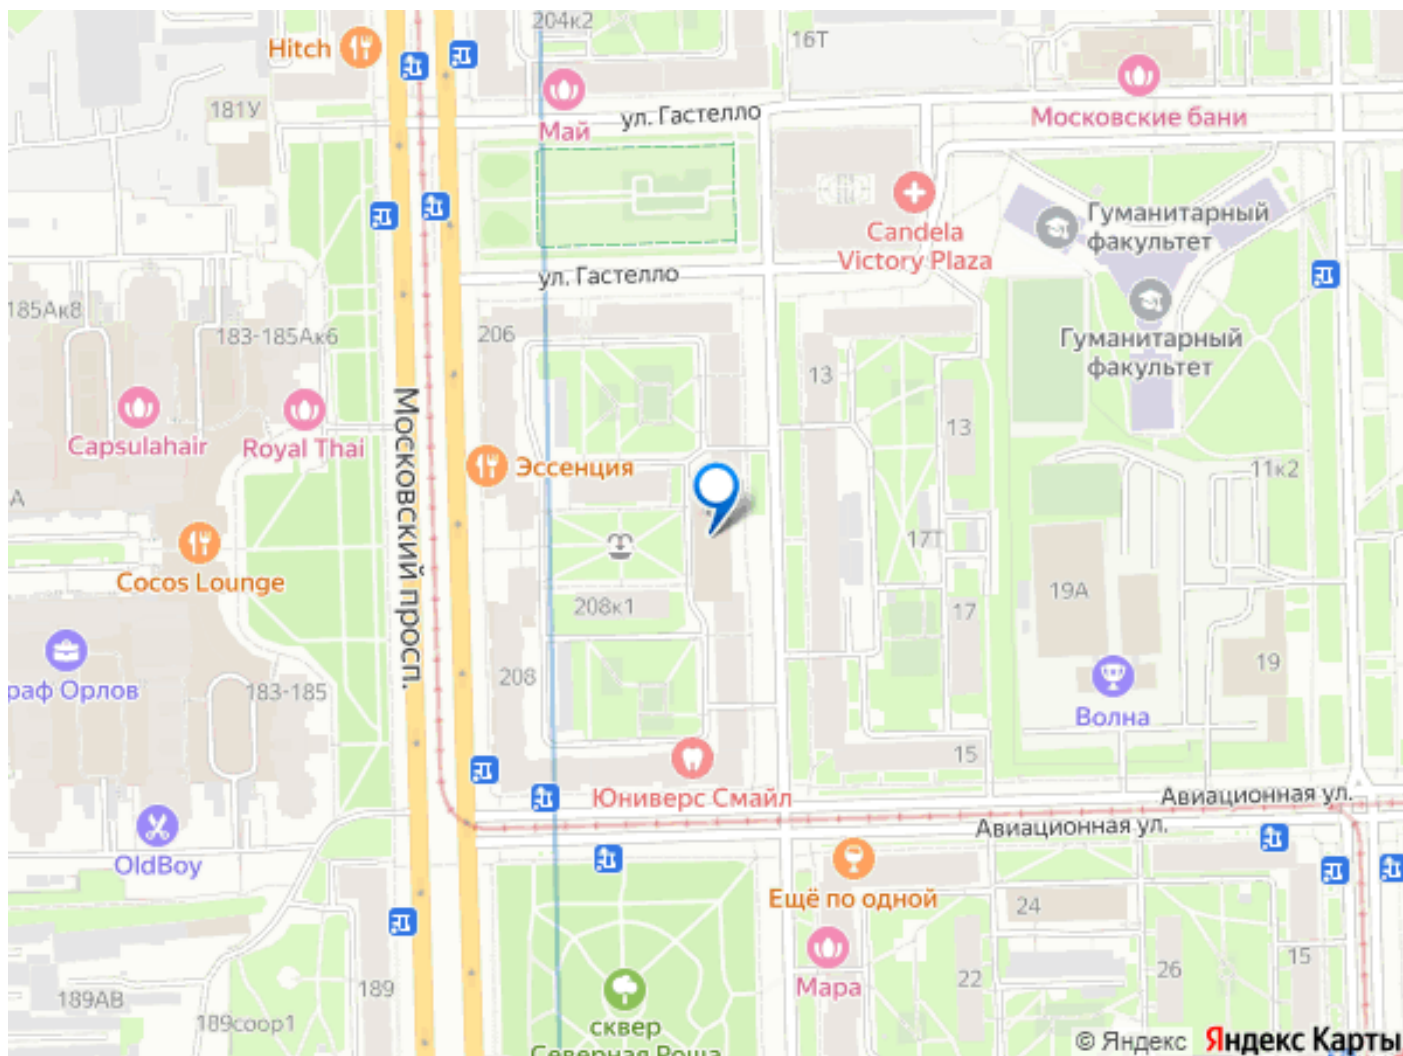 204к2
16Т
Hitch
181У
Май
ул. Гастелло
Московские бани
Candela
Victory Plaza
Гуманитарный
факультет
ул. Гастелло
185Ак8
183-185Ак6
206
13
Гуманитарный
факультет
Capsulahair
Royal Thai
Московский просп.
13
Эссенция
11к2
А
17Т
Cocos Lounge
208к1
19А
17
раф Орлов
183-185
208
19
Волна
15
Юниверс Смайл
Авиационная ул.
Авиационная ул.
OldBoy
Ещё по одной
24
189
22
26
15
Мара
189АВ
189соор1
сквер
Северная Роща
© Яндекс Яндекс Карты